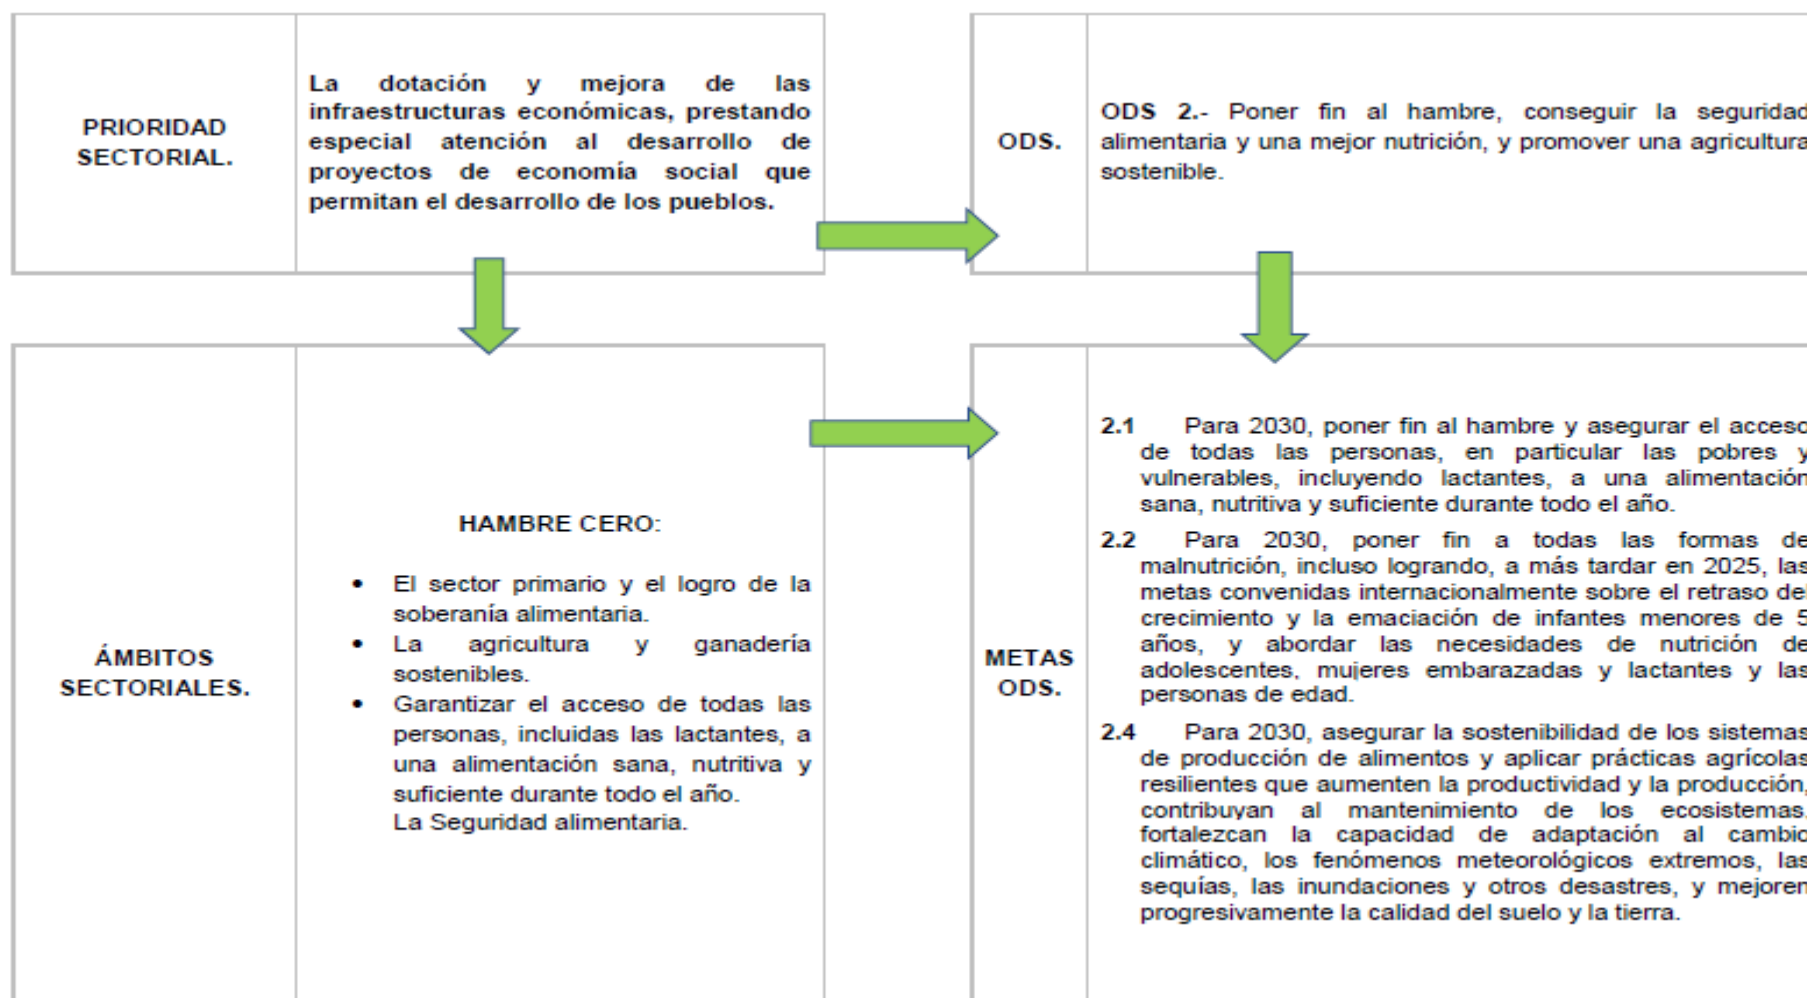 PRIORIDAD
SECTORIAL.
La dotación y mejora de las
infraestructuras económicas, prestando
especial atención al desarrollo de
proyectos de economía social que
permitan el desarrollo de los pueblos.
ODS.
ODS 2.- Poner fin al hambre, conseguir la seguridad
alimentaria y una mejor nutrición, y promover una agricultura
sostenible.
ÁMBITOS
SECTORIALES.
HAMBRE CERO:
• El sector primario y el logro de la
soberanía alimentaria.
• La agricultura y ganadería
sostenibles.
• Garantizar el acceso de todas las
personas, incluidas las lactantes, a
una alimentación sana, nutritiva y
suficiente durante todo el año.
La Seguridad alimentaria.
METAS
ODS.
2.1 Para 2030, poner fin al hambre y asegurar el acceso
de todas las personas, en particular las pobres y
vulnerables, incluyendo lactantes, a una alimentación
sana, nutritiva y suficiente durante todo el año.
2.2 Para 2030, poner fin a todas las formas de
malnutrición, incluso logrando, a más tardar en 2025, las
metas convenidas internacionalmente sobre el retraso del
crecimiento y la emaciación de infantes menores de 5
años, y abordar las necesidades de nutrición de
adolescentes, mujeres embarazadas y lactantes y las
personas de edad.
2.4 Para 2030, asegurar la sostenibilidad de los sistemas
de producción de alimentos y aplicar prácticas agrícolas
resilientes que aumenten la productividad y la producción,
contribuyan al mantenimiento de los ecosistemas,
fortalezcan la capacidad de adaptación al cambio
climático, los fenómenos meteorológicos extremos, las
sequías, las inundaciones y otros desastres, y mejoren
progresivamente la calidad del suelo y la tierra.